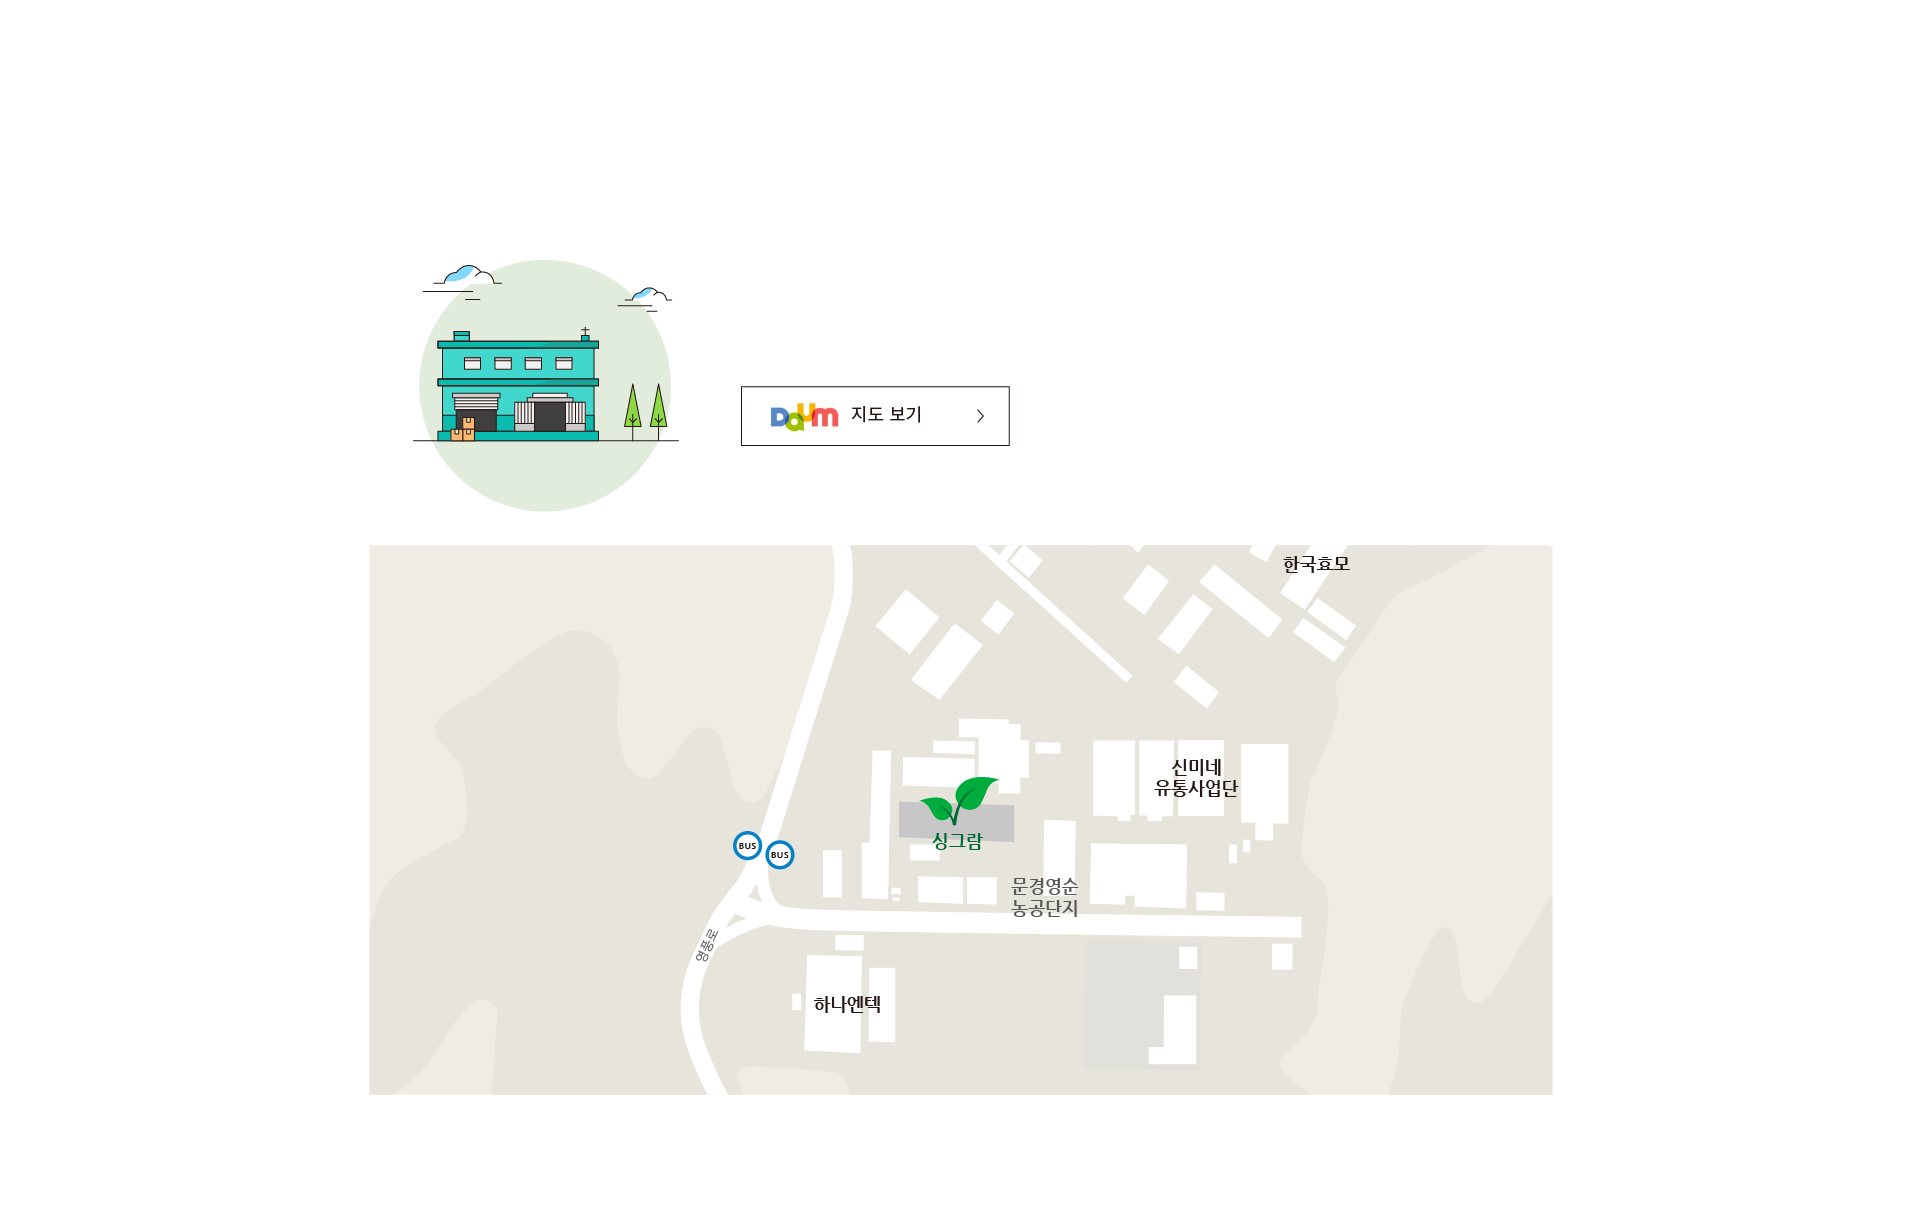 Daum 지도 보기
한국효모
신미네
유통사업단
싱그람
BUS
BUS
문경영순
농공단지
영풍로
하나엔텍